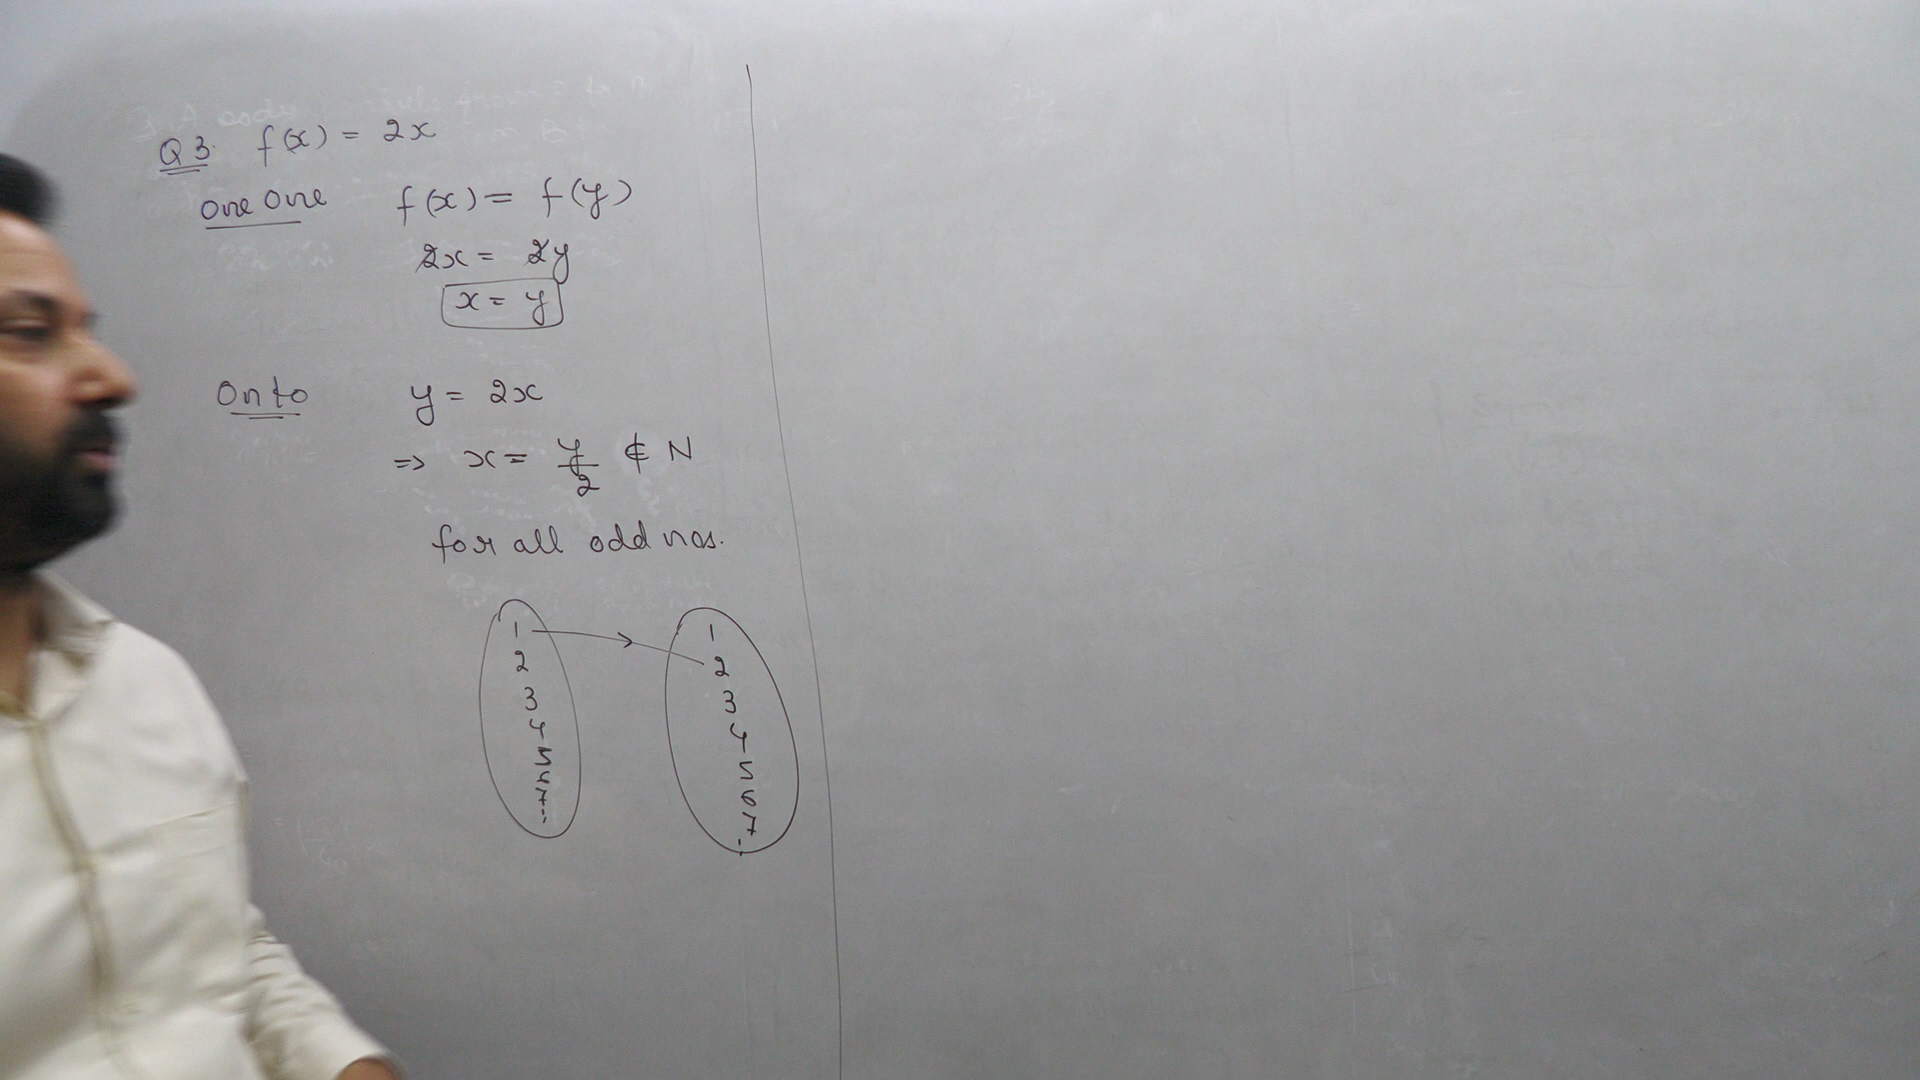 Q3. f(x) = 2x
One One f(x) = f(y)
2x = 2y
x = y
Onto y = 2x
⇒ x = y/2 ∉ N
for all odd nos.
1 1
2 2
3 3
4 4
5 5
6 6
7 7